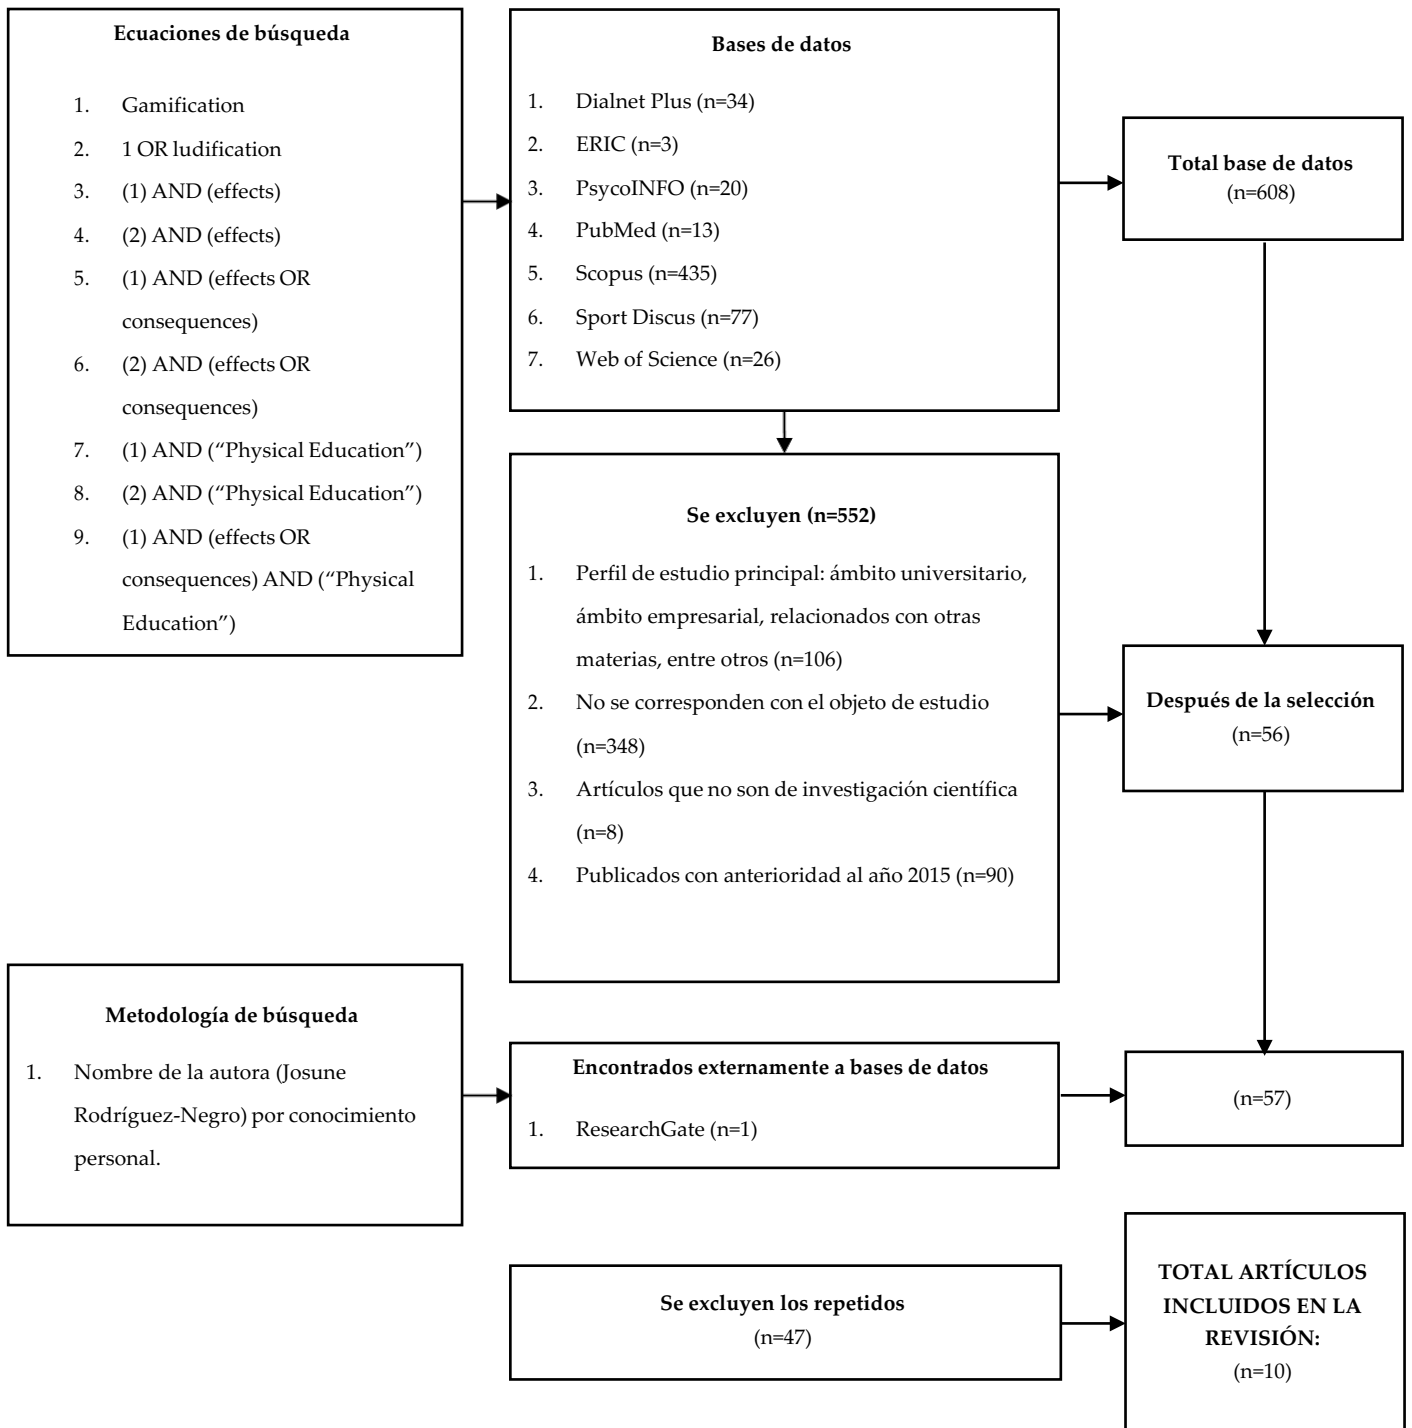 Ecuaciones de búsqueda
1. Gamification
2. 1 OR ludification
3. (1) AND (effects)
4. (2) AND (effects)
5. (1) AND (effects OR
consequences)
6. (2) AND (effects OR
consequences)
7. (1) AND (“Physical Education”)
8. (2) AND (“Physical Education”)
9. (1) AND (effects OR
consequences) AND (“Physical
Education”)
Bases de datos
1. Dialnet Plus (n=34)
2. ERIC (n=3)
3. PsycoINFO (n=20)
4. PubMed (n=13)
5. Scopus (n=435)
6. Sport Discus (n=77)
7. Web of Science (n=26)
Total base de datos
(n=608)
Se excluyen (n=552)
1. Perfil de estudio principal: ámbito universitario,
ámbito empresarial, relacionados con otras
materias, entre otros (n=106)
2. No se corresponden con el objeto de estudio
(n=348)
3. Artículos que no son de investigación científica
(n=8)
4. Publicados con anterioridad al año 2015 (n=90)
Después de la selección
(n=56)
Metodología de búsqueda
1. Nombre de la autora (Josune
Rodríguez-Negro) por conocimiento
personal.
Encontrados externamente a bases de datos
1. ResearchGate (n=1)
(n=57)
Se excluyen los repetidos
(n=47)
TOTAL ARTÍCULOS
INCLUIDOS EN LA
REVISIÓN:
(n=10)